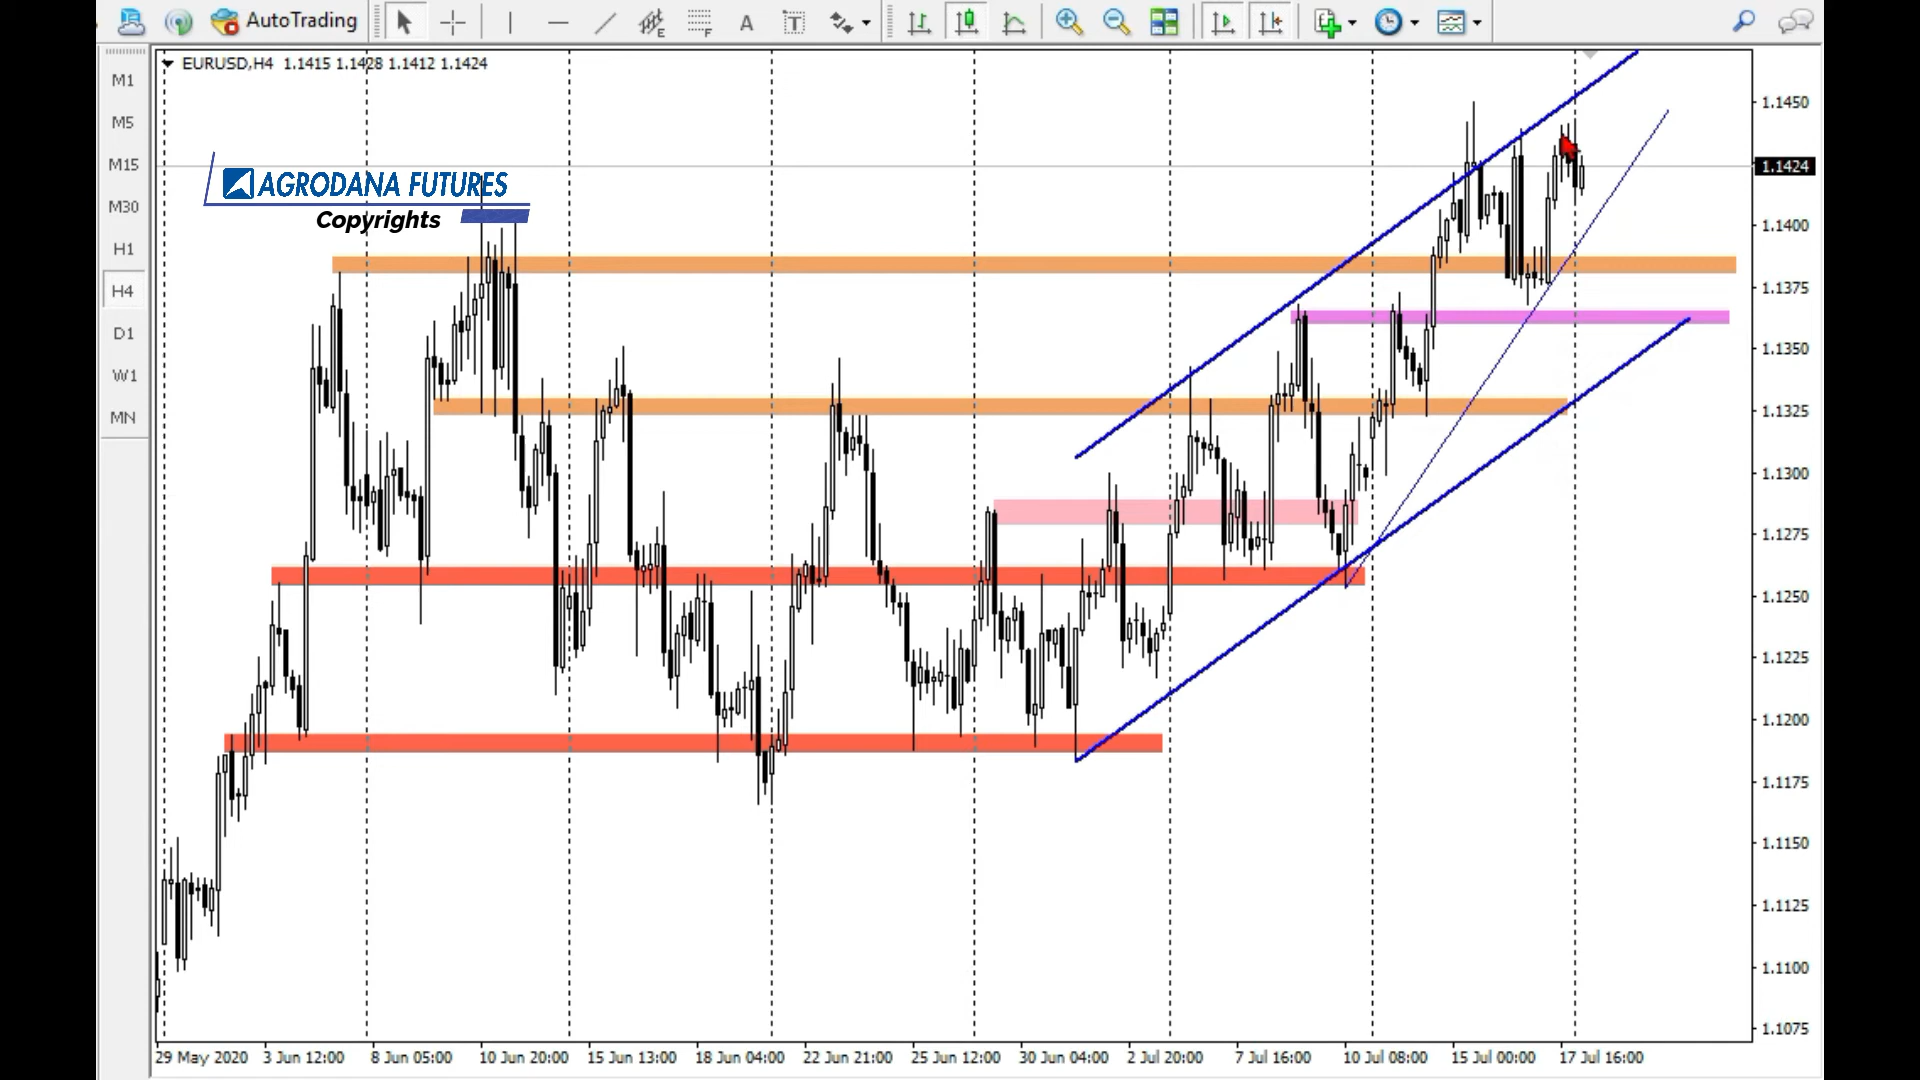 AutoTrading
E
F
A
T
M1
M5
M15
M30
H1
H4
D1
W1
MN
EURUSD,H4 1.1415 1.1428 1.1412 1.1424
AGRODANA FUTURES
Copyrights
1.1450
1.1424
1.1400
1.1375
1.1350
1.1325
1.1300
1.1275
1.1250
1.1225
1.1200
1.1175
1.1150
1.1125
1.1100
1.1075
29 May 2020 3 Jun 12:00 8 Jun 05:00 10 Jun 20:00 15 Jun 13:00 18 Jun 04:00 22 Jun 21:00 25 Jun 12:00 30 Jun 04:00 2 Jul 20:00 7 Jul 16:00 10 Jul 08:00 15 Jul 00:00 17 Jul 16:00